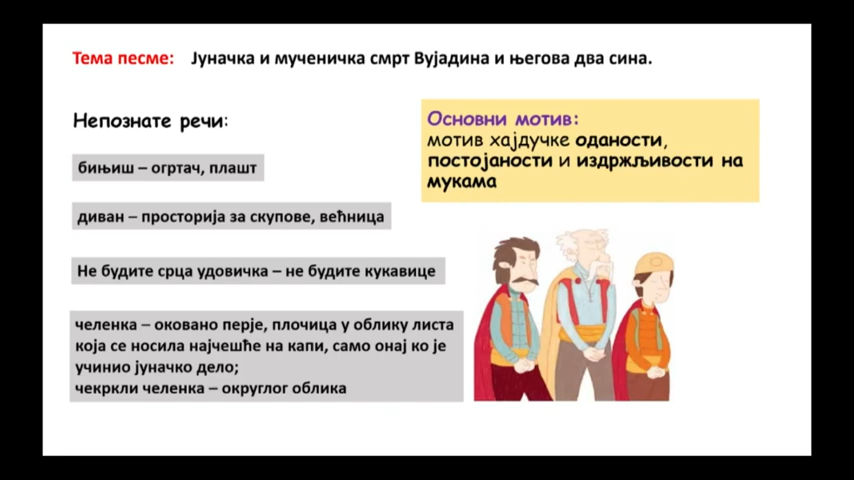 Тема песме: Јуначка и мученичка смрт Вујадина и његова два сина.
Непознате речи:
бињиш – огртач, плашт
диван – просторија за скупове, већница
Не будите срца удовичка – не будите кукавице
челенка – оковано перје, плочица у облику листа
која се носила најчешће на капи, само онај ко је
учинио јуначко дело;
чекркли челенка – округлог облика
Основни мотив:
мотив хајдучке оданости,
постојаности и издржљивости на
мукама